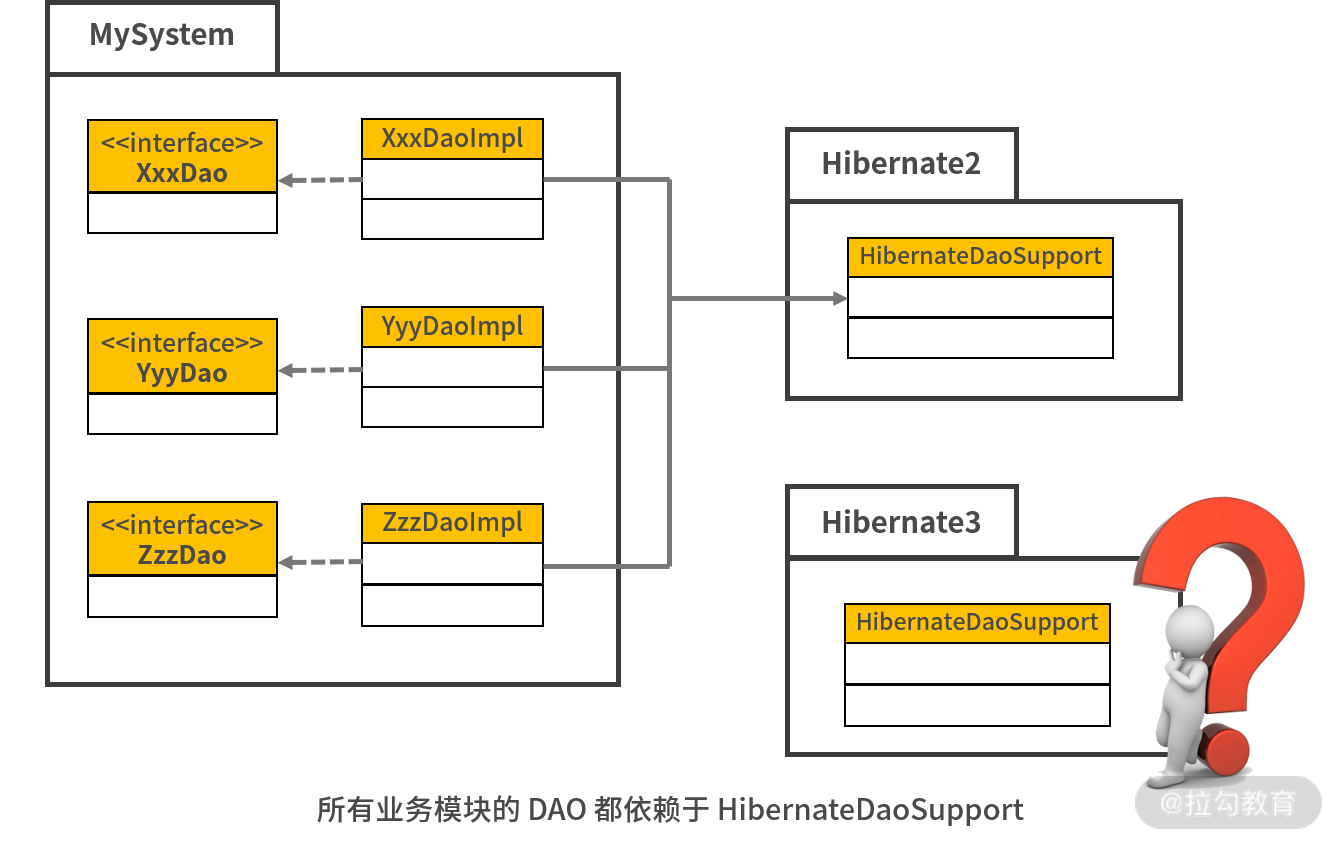 MySystem
<<interface>>
XxxDao
XxxDaoImpl
<<interface>>
YyyDao
YyyDaoImpl
<<interface>>
ZzzDao
ZzzDaoImpl
Hibernate2
HibernateDaoSupport
Hibernate3
HibernateDaoSupport
所有业务模块的 DAO 都依赖于 HibernateDaoSupport
@拉勾教育